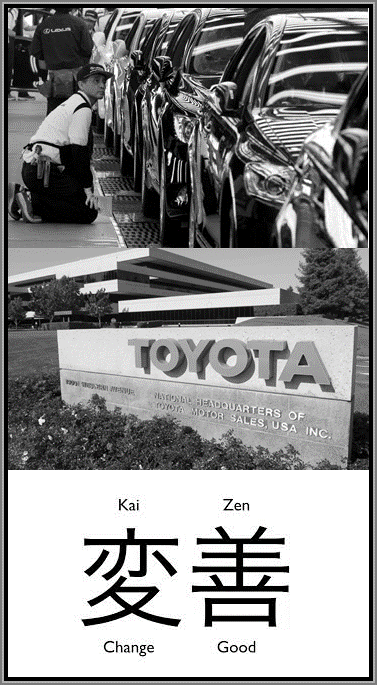 LEXUS
TOYOTA
NATIONAL HEADQUARTERS OF
TOYOTA MOTOR SALES, USA INC.
Kai Zen
変善
Change Good